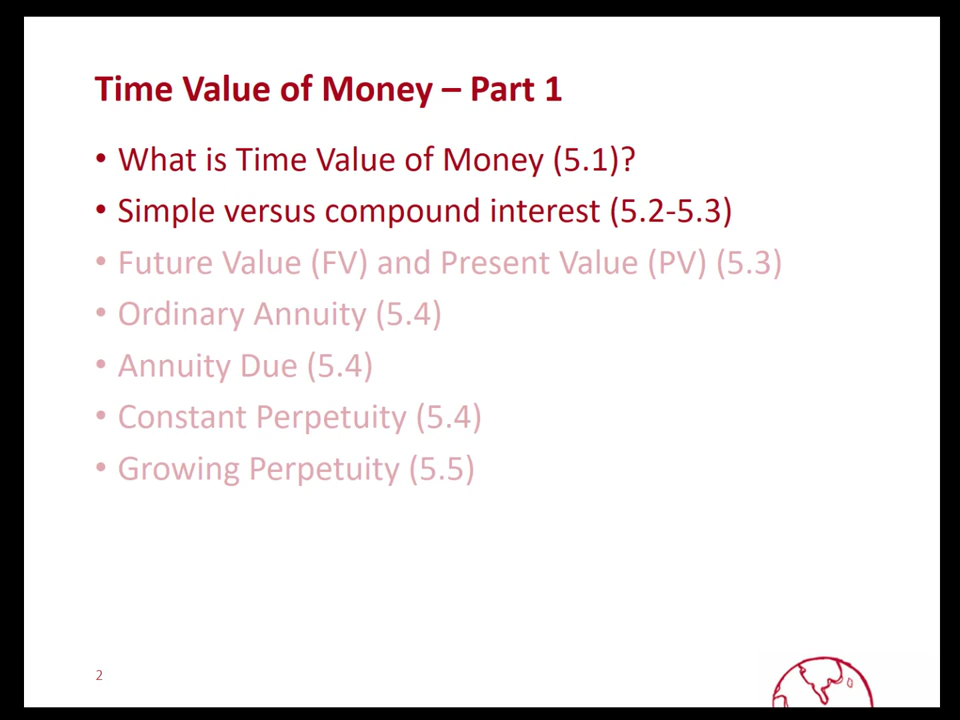 Time Value of Money – Part 1
• What is Time Value of Money (5.1)?
• Simple versus compound interest (5.2-5.3)
• Future Value (FV) and Present Value (PV) (5.3)
• Ordinary Annuity (5.4)
• Annuity Due (5.4)
• Constant Perpetuity (5.4)
• Growing Perpetuity (5.5)
2